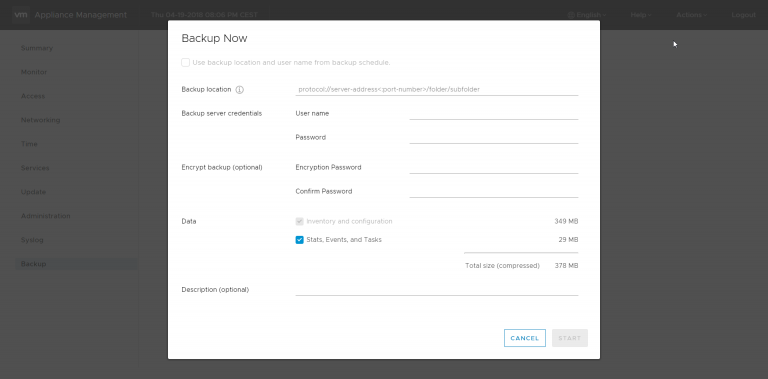 vm Appliance Management Thu 04-19-2018 06:06 PM CEST English Help Actions Logout
Backup Now
Use backup location and user name from backup schedule.
Summary
Monitor
Access
Networking
Time
Services
Update
Administration
Syslog
Backup
Backup location protocol://server-address<:port-number>/folder/subfolder
Backup server credentials User name
Password
Encrypt backup (optional) Encryption Password
Confirm Password
Data Inventory and configuration 349 MB
Stats, Events, and Tasks 29 MB
Total size (compressed) 378 MB
Description (optional)
CANCEL START